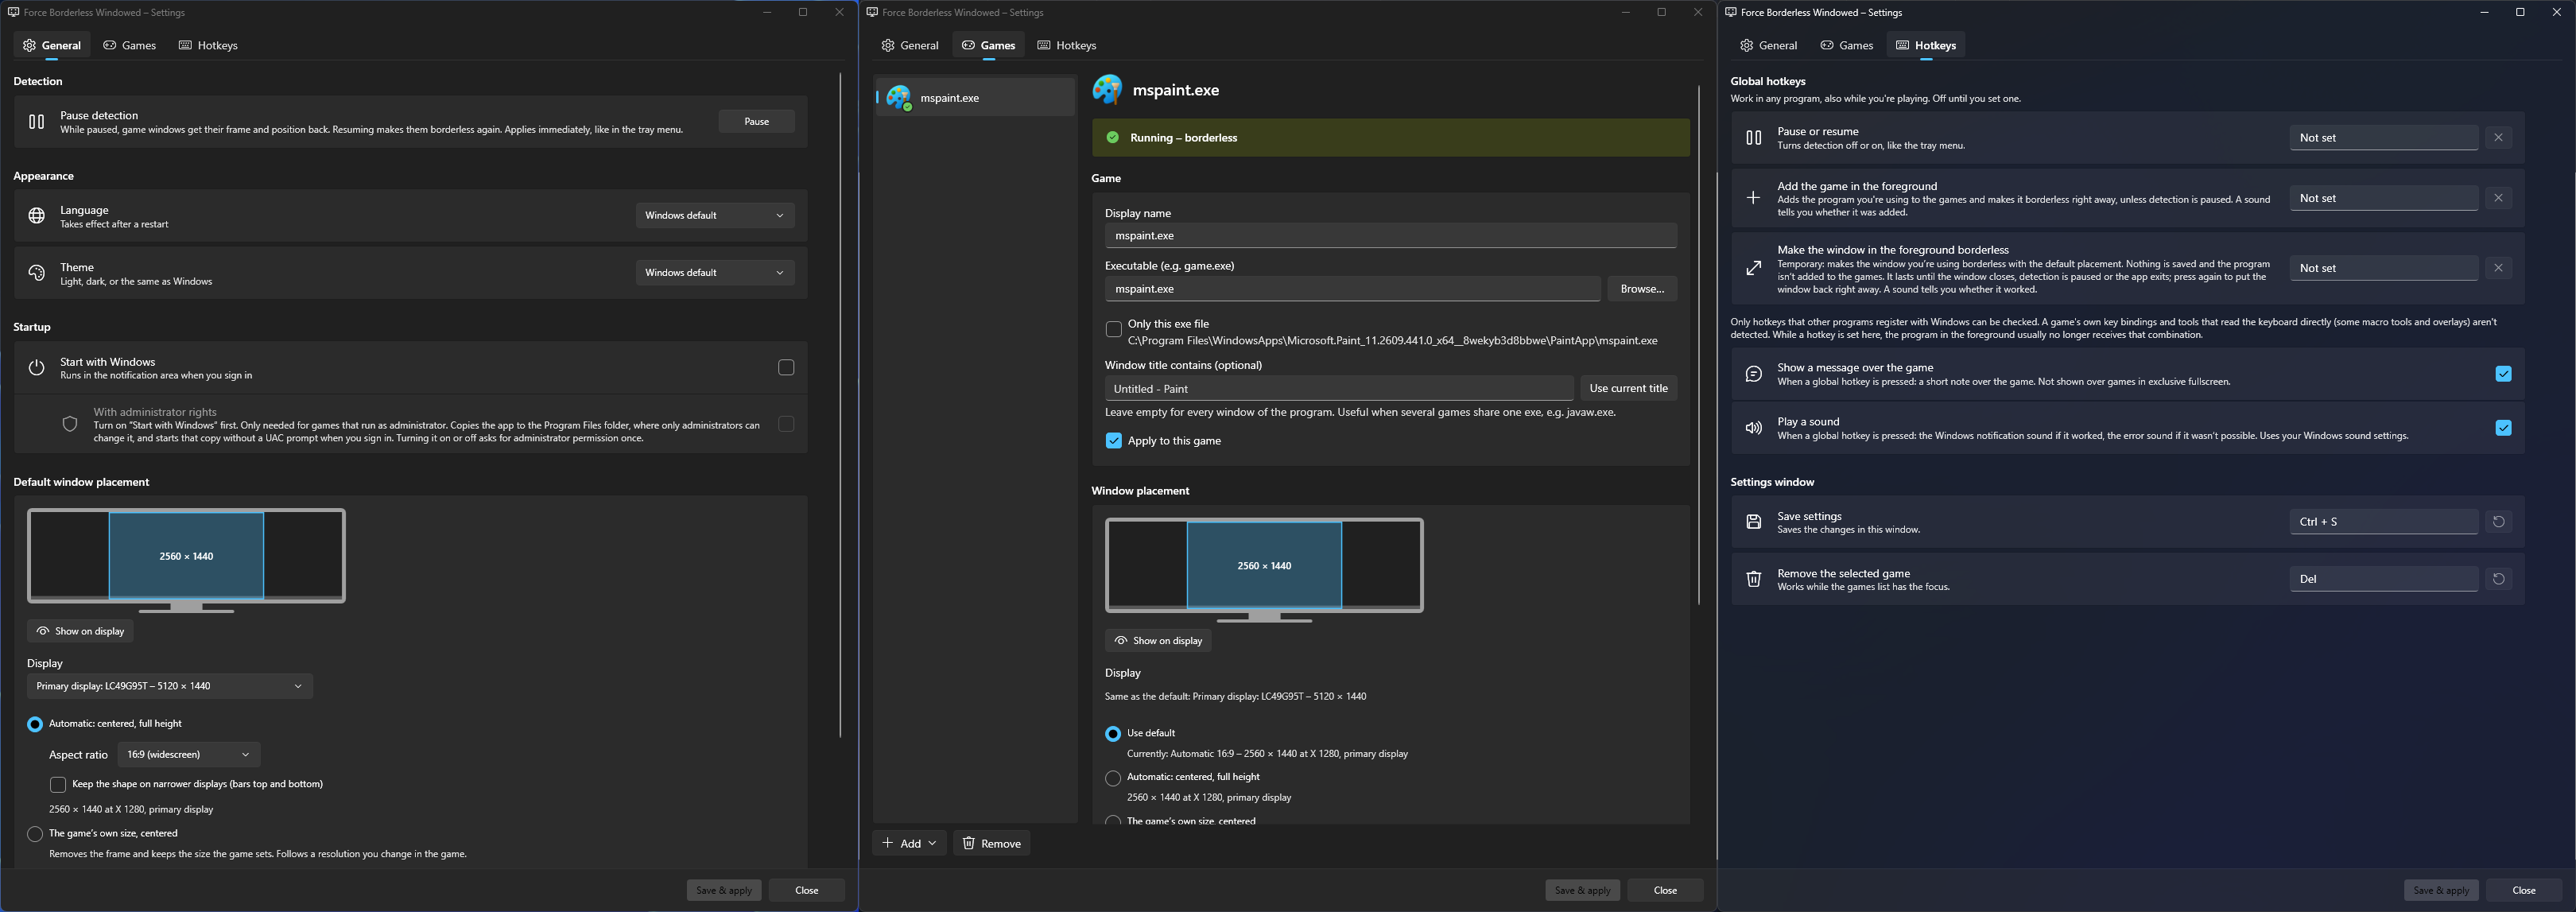 Force Borderless Windowed – Settings
General
Games
Hotkeys
Detection
Pause detection
While paused, game windows get their frame and position back. Resuming makes them borderless again. Applies immediately, like in the tray menu.
Pause
Appearance
Language
Takes effect after a restart
Windows default
Theme
Light, dark, or the same as Windows
Windows default
Startup
Start with Windows
Runs in the notification area when you sign in
With administrator rights
Turn on “Start with Windows” first. Only needed for games that run as administrator. Copies the app to the Program Files folder, where only administrators can
change it, and starts that copy without a UAC prompt when you sign in. Turning it on or off asks for administrator permission once.
Default window placement
2560 × 1440
Show on display
Display
Primary display: LC49G95T – 5120 × 1440
Automatic: centered, full height
Aspect ratio
16:9 (widescreen)
Keep the shape on narrower displays (bars top and bottom)
2560 × 1440 at X 1280, primary display
The game’s own size, centered
Removes the frame and keeps the size the game sets. Follows a resolution you change in the game.
Save & apply
Close
Force Borderless Windowed – Settings
General
Games
Hotkeys
mspaint.exe
Add
Remove
mspaint.exe
Running – borderless
Game
Display name
mspaint.exe
Executable (e.g. game.exe)
mspaint.exe
Browse...
Only this exe file
C:\Program Files\WindowsApps\Microsoft.Paint_11.2609.441.0_x64__8wekyb3d8bbwe\PaintApp\mspaint.exe
Window title contains (optional)
Untitled - Paint
Use current title
Leave empty for every window of the program. Useful when several games share one exe, e.g. javaw.exe.
Apply to this game
Window placement
2560 × 1440
Show on display
Display
Same as the default: Primary display: LC49G95T – 5120 × 1440
Use default
Currently: Automatic 16:9 – 2560 × 1440 at X 1280, primary display
Automatic: centered, full height
2560 × 1440 at X 1280, primary display
The game’s own size, centered
Save & apply
Close
Force Borderless Windowed – Settings
General
Games
Hotkeys
Global hotkeys
Work in any program, also while you're playing. Off until you set one.
Pause or resume
Turns detection off or on, like the tray menu.
Not set
Add the game in the foreground
Adds the program you're using to the games and makes it borderless right away, unless detection is paused. A sound
tells you whether it was added.
Not set
Make the window in the foreground borderless
Temporary: makes the window you're using borderless with the default placement. Nothing is saved and the program
isn't added to the games. It lasts until the window closes, detection is paused or the app exits; press again to put the
window back right away. A sound tells you whether it worked.
Not set
Only hotkeys that other programs register with Windows can be checked. A game's own key bindings and tools that read the keyboard directly (some macro tools and overlays) aren't
detected. While a hotkey is set here, the program in the foreground usually no longer receives that combination.
Show a message over the game
When a global hotkey is pressed: a short note over the game. Not shown over games in exclusive fullscreen.
Play a sound
When a global hotkey is pressed: the Windows notification sound if it worked, the error sound if it wasn't possible. Uses your Windows sound settings.
Settings window
Save settings
Saves the changes in this window.
Ctrl + S
Remove the selected game
Works while the games list has the focus.
Del
Save & apply
Close